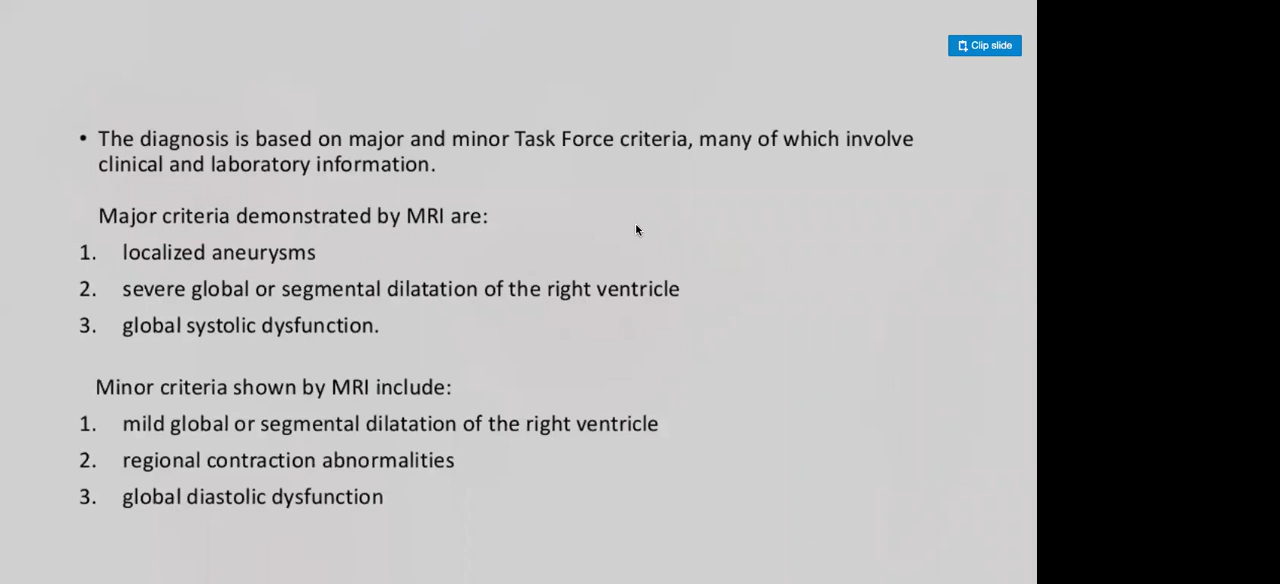 Clip slide
• The diagnosis is based on major and minor Task Force criteria, many of which involve
clinical and laboratory information.
Major criteria demonstrated by MRI are:
1. localized aneurysms
2. severe global or segmental dilatation of the right ventricle
3. global systolic dysfunction.
Minor criteria shown by MRI include:
1. mild global or segmental dilatation of the right ventricle
2. regional contraction abnormalities
3. global diastolic dysfunction